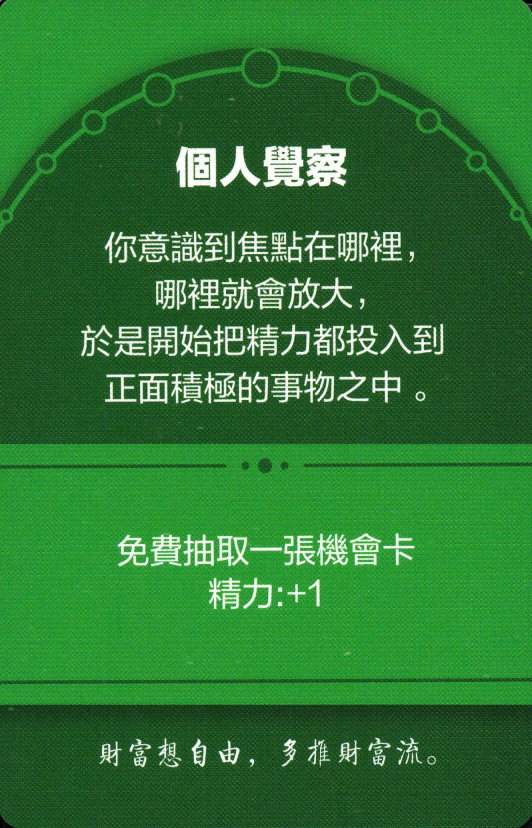 個人覺察
你意識到焦點在哪裡，
哪裡就會放大，
於是開始把精力都投入到
正面積極的事物之中 。
免費抽取一張機會卡
精力:+1
財富想自由，多推財富流。